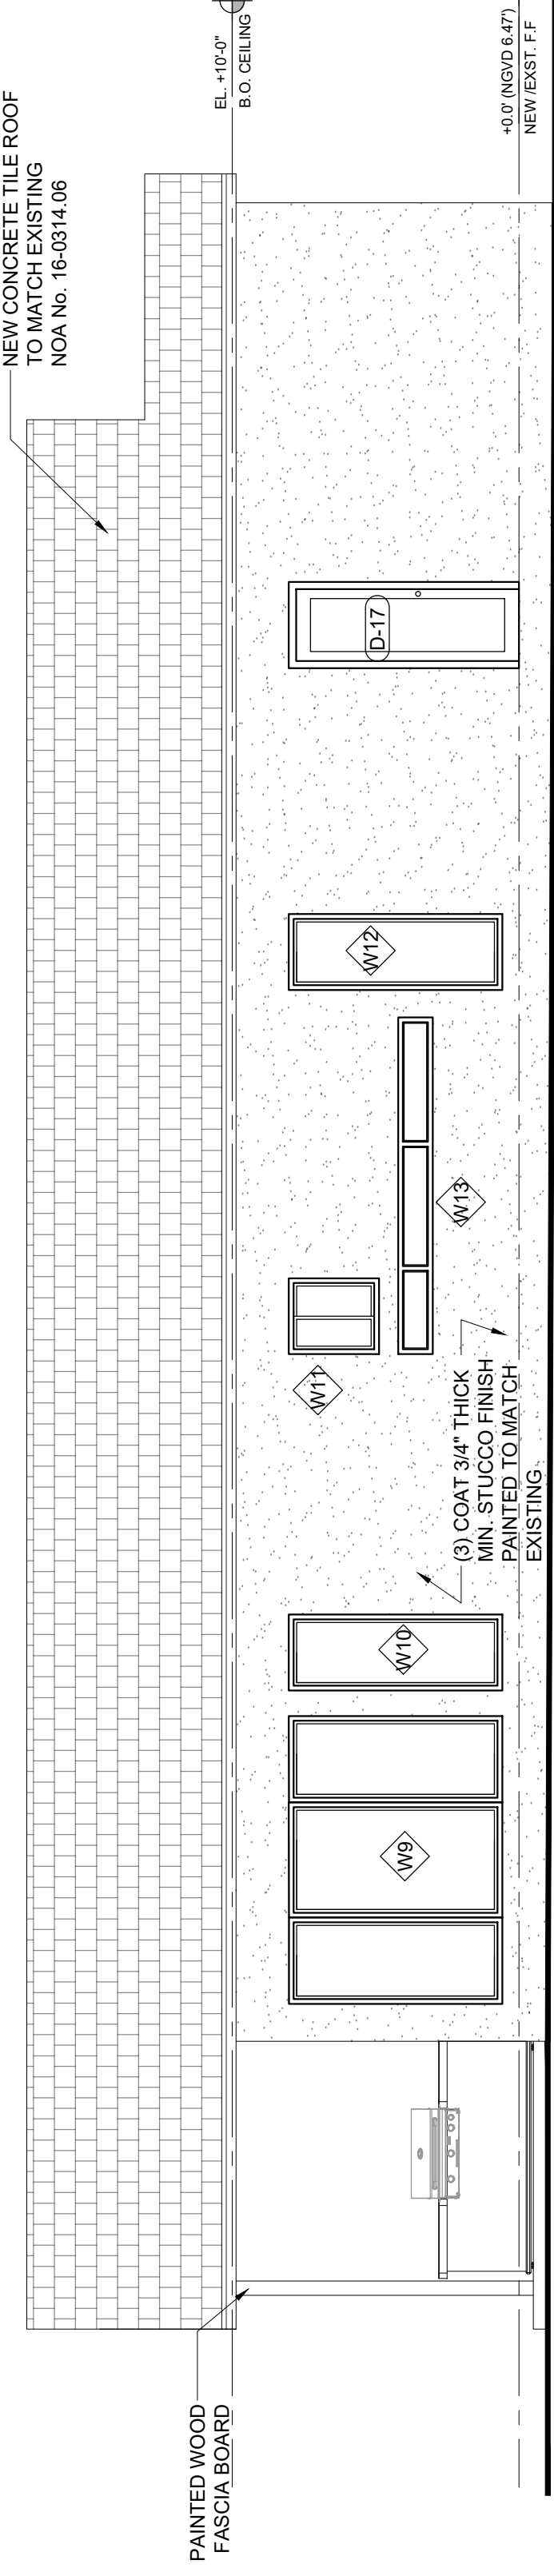 PAINTED WOOD
FASCIA BOARD
W9
W10
(3) COAT 3/4" THICK
MIN. STUCCO FINISH
PAINTED TO MATCH
EXISTING
W11
W13
W12
D-17
NEW CONCRETE TILE ROOF
TO MATCH EXISTING
NOA No. 16-0314.06
EL. +10'-0"
B.O. CEILING
+0.0' (NGVD 6.47')
NEW /EXST. F.F